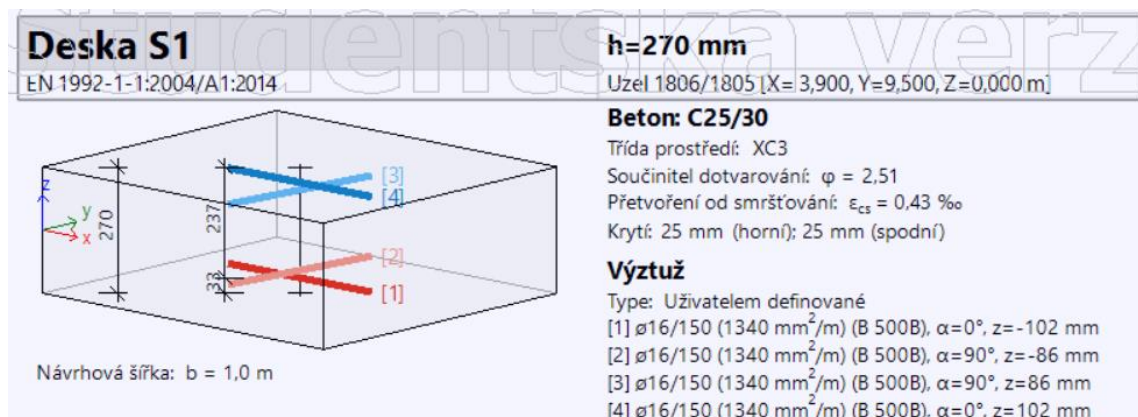 Studentská verz
Deska S1
h=270 mm
EN 1992-1-1:2004/A1:2014
Uzel 1806/1805 [X= 3,900, Y=9,500, Z=0,000 m]
Beton: C25/30
Třída prostředí: XC3
Součinitel dotvarování: φ = 2,51
Přetvoření od smršťování: εcs = 0,43 ‰
Krytí: 25 mm (horní); 25 mm (spodní)
z
y
x
270
237
33
[3]
[4]
[2]
[1]
Návrhová šířka: b = 1,0 m
Výztuž
Type: Uživatelem definované
[1] ø16/150 (1340 mm²/m) (B 500B), α=0°, z=-102 mm
[2] ø16/150 (1340 mm²/m) (B 500B), α=90°, z=-86 mm
[3] ø16/150 (1340 mm²/m) (B 500B), α=90°, z=86 mm
[4] ø16/150 (1340 mm²/m) (B 500B), α=0°, z=102 mm